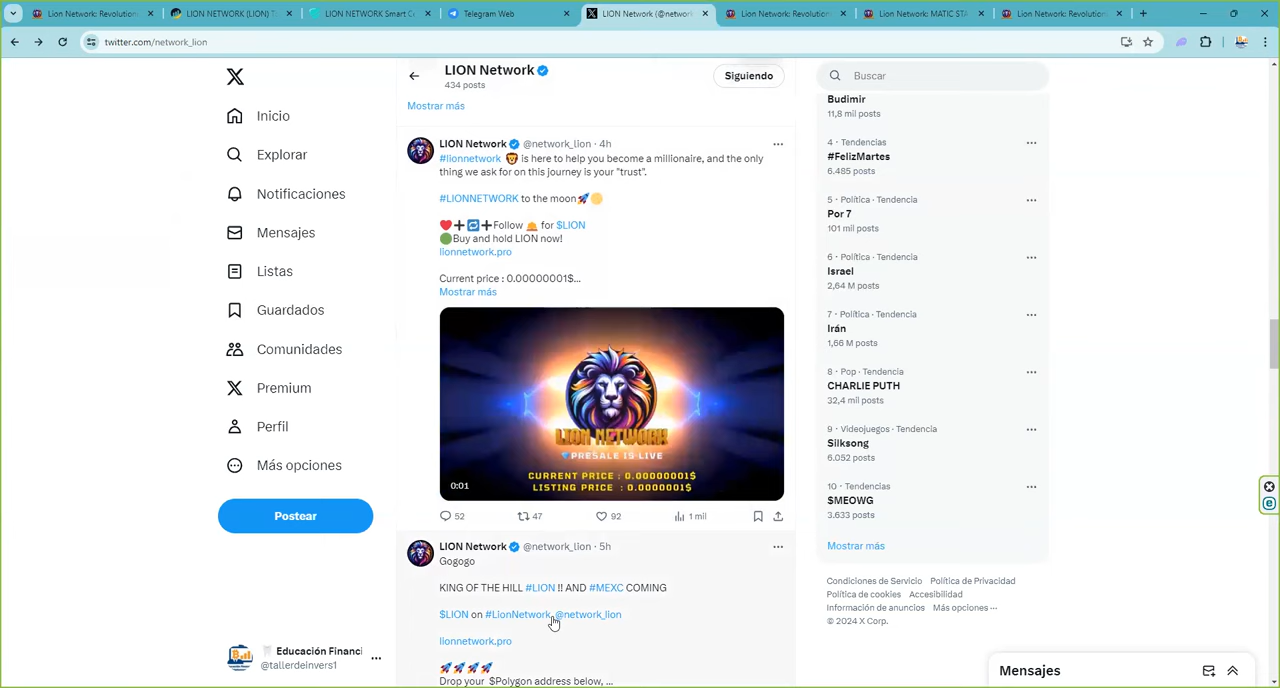 Lion Network: Revolution
LION NETWORK (LION) T
LION NETWORK Smart C
Telegram Web
LION Network (@networ
Lion Network: Revolution
Lion Network: MATIC STA
Lion Network: Revolution
twitter.com/network_lion
Inicio
Explorar
Notificaciones
Mensajes
Listas
Guardados
Comunidades
Premium
Perfil
Más opciones
Postear
Educación Financi
@tallerdeinvers1
LION Network
434 posts
Siguiendo
Mostrar más
LION Network @network_lion · 4h
#lionnetwork 🦁 is here to help you become a millionaire, and the only
thing we ask for on this journey is your "trust".
#LIONNETWORK to the moon🚀🌕
❤️➕🔁➕Follow 🛎️ for $LION
🟢Buy and hold LION now!
lionnetwork.pro
Current price : 0.00000001$...
Mostrar más
LION NETWORK
💎PRESALE IS LIVE
CURRENT PRICE : 0.00000001$
LISTING PRICE : 0.0000001$
0:01
52
47
92
1 mil
LION Network @network_lion · 5h
Gogogo
KING OF THE HILL #LION !! AND #MEXC COMING
$LION on #LionNetwork @network_lion
lionnetwork.pro
🚀🚀🚀🚀
Drop your $Polygon address below, ...
Buscar
Budimir
11,8 mil posts
4 · Tendencias
#FelizMartes
6.485 posts
5 · Política · Tendencia
Por 7
101 mil posts
6 · Política · Tendencia
Israel
2,64 M posts
7 · Política · Tendencia
Irán
1,66 M posts
8 · Pop · Tendencia
CHARLIE PUTH
32,4 mil posts
9 · Videojuegos · Tendencia
Silksong
6.052 posts
10 · Tendencias
$MEOWG
3.633 posts
Mostrar más
Condiciones de Servicio Política de Privacidad
Política de cookies Accesibilidad
Información de anuncios Más opciones ···
© 2024 X Corp.
Mensajes